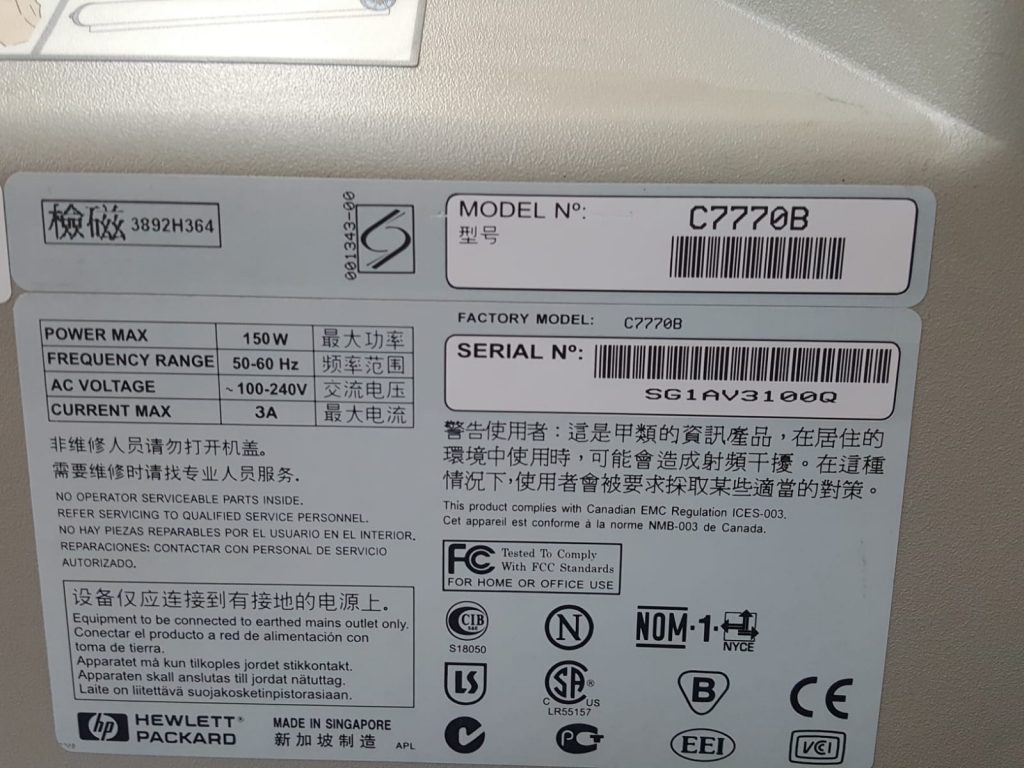 檢磁 3892H364
001343-00
MODEL Nº:
型号
C7770B
FACTORY MODEL: C7770B
SERIAL Nº:
SG1AV3100Q
POWER MAX 150W 最大功率
FREQUENCY RANGE 50-60 Hz 频率范围
AC VOLTAGE ~100-240V 交流电压
CURRENT MAX 3A 最大电流
非维修人员请勿打开机盖。
需要维修时请找专业人员服务.
NO OPERATOR SERVICEABLE PARTS INSIDE.
REFER SERVICING TO QUALIFIED SERVICE PERSONNEL.
NO HAY PIEZAS REPARABLES POR EL USUARIO EN EL INTERIOR.
REPARACIONES: CONTACTAR CON PERSONAL DE SERVICIO
AUTORIZADO.
设备仅应连接到有接地的电源上.
Equipment to be connected to earthed mains outlet only.
Conectar el producto a red de alimentación con
toma de tierra.
Apparatet må kun tilkoples jordet stikkontakt.
Apparaten skall anslutas till jordat nätuttag.
Laite on liitettävä suojakosketinpistorasiaan.
hp HEWLETT®
PACKARD
MADE IN SINGAPORE
新加坡制造 APL
警告使用者：這是甲類的資訊產品，在居住的
環境中使用時，可能會造成射頻干擾。在這種
情況下，使用者會被要求採取某些適當的對策。
This product complies with Canadian EMC Regulation ICES-003.
Cet appareil est conforme à la norme NMB-003 de Canada.
FC Tested To Comply
With FCC Standards
FOR HOME OR OFFICE USE
CIB
S18050
N
NOM·1·
NYCE
LS
SA®
C US
LR55157
B
CE
PC
EEI
VCI